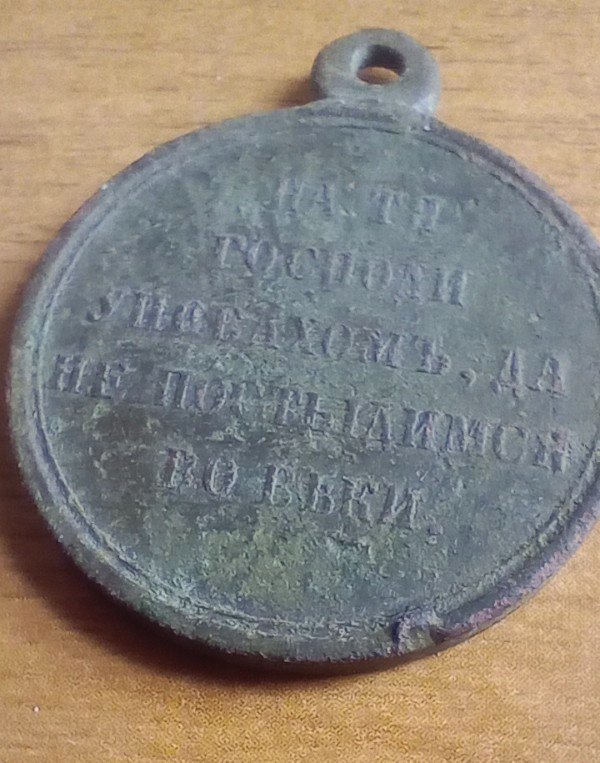 НА ТЯ
ГОСПОДИ
УПОВАХОМЪ, ДА
НЕ ПОСТЫДИМСЯ
ВО ВѢКИ.